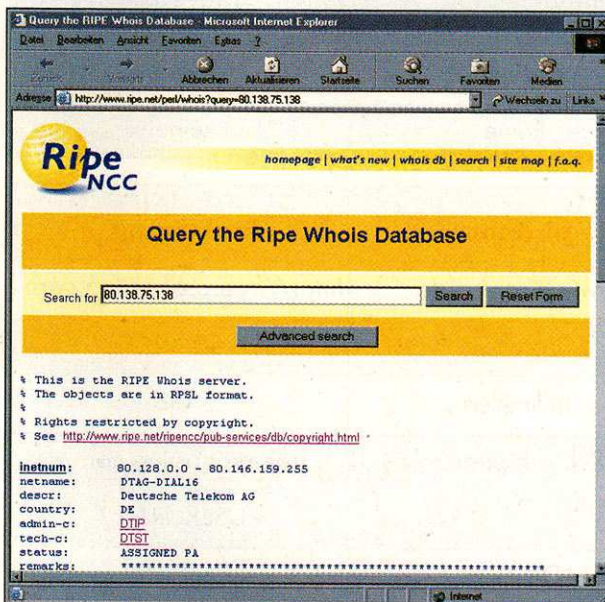 Query the RIPE Whois Database - Microsoft Internet Explorer
Datei Bearbeiten Ansicht Favoriten Extras ?
Zurück Vorwärts Abbrechen Aktualisieren Startseite Suchen Favoriten Medien
Adresse http://www.ripe.net/perl/whois?query=80.138.75.138 Wechseln zu Links
Ripe
NCC
homepage | what's new | whois db | search | site map | f.a.q.
Query the Ripe Whois Database
Search for 80.138.75.138 Search Reset Form
Advanced search
% This is the RIPE Whois server.
% The objects are in RPSL format.
%
% Rights restricted by copyright.
% See http://www.ripe.net/ripencc/pub-services/db/copyright.html
inetnum: 80.128.0.0 - 80.146.159.255
netname: DTAG-DIAL16
descr: Deutsche Telekom AG
country: DE
admin-c: DTIP
tech-c: DTST
status: ASSIGNED PA
remarks: ************************************************************
Internet